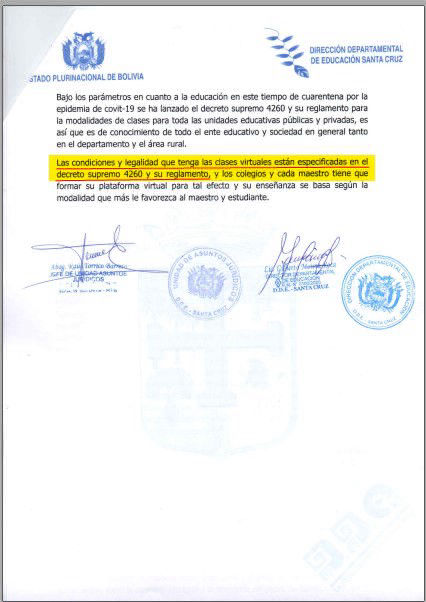 ESTADO PLURINACIONAL DE BOLIVIA
DIRECCIÓN DEPARTAMENTAL
DE EDUCACIÓN SANTA CRUZ
Bajo los parámetros en cuanto a la educación en este tiempo de cuarentena por la
epidemia de covit-19 se ha lanzado el decreto supremo 4260 y su reglamento para
la modalidades de clases para toda las unidades educativas públicas y privadas, es
así que es de conocimiento de todo el ente educativo y sociedad en general tanto
en el departamento y el área rural.
Las condiciones y legalidad que tenga las clases virtuales están especificadas en el
decreto supremo 4260 y su reglamento, y los colegios y cada maestro tiene que
formar su plataforma virtual para tal efecto y su enseñanza se basa según la
modalidad que más le favorezca al maestro y estudiante.
JEFE DE UNIDAD ASUNTOS
JURÍDICOS
UNIDAD DE ASUNTOS JURIDICOS
D.D.E. - SANTA CRUZ
DIRECTOR DEPARTAMENTAL
DE EDUCACIÓN
D.D.E. - SANTA CRUZ
DIRECCIÓN DEPARTAMENTAL DE EDUCACIÓN
D.D.E. - SANTA CRUZ